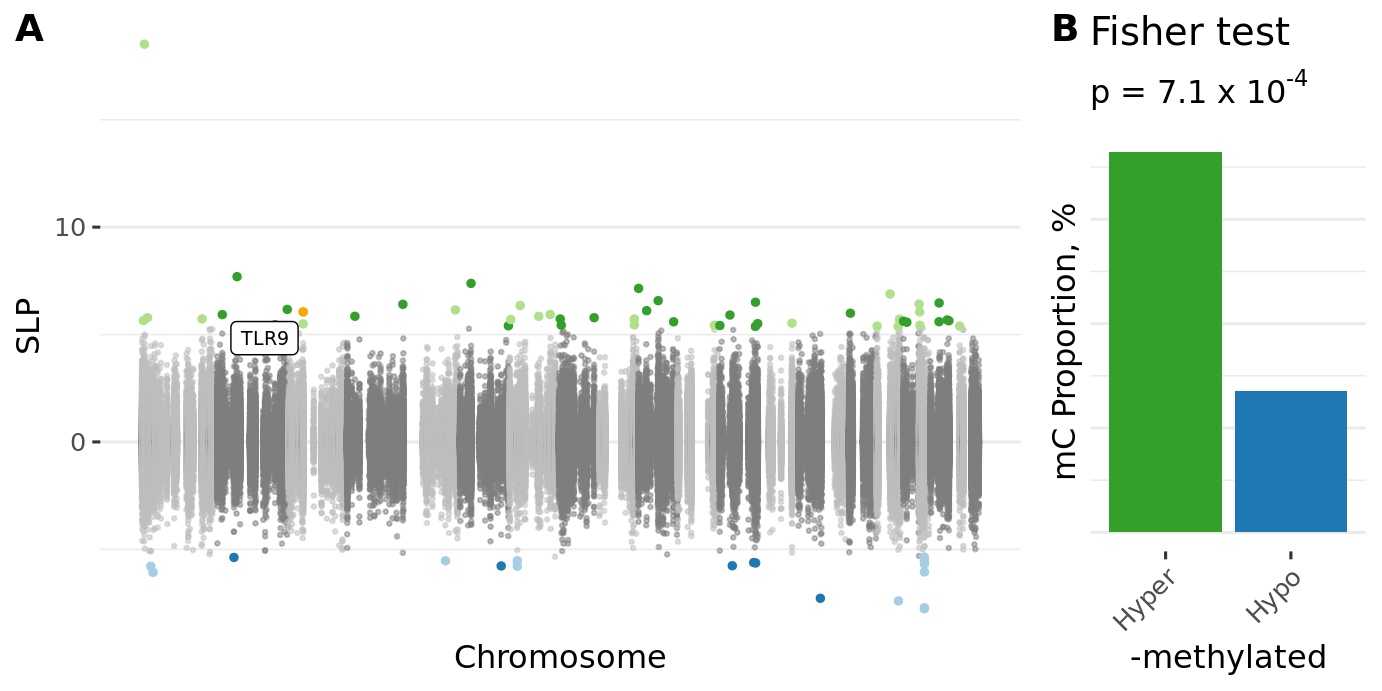 A
SLP
10
0
TLR9
Chromosome
B Fisher test
p = 7.1 x 10-4
mC Proportion, %
Hyper
Hypo
-methylated